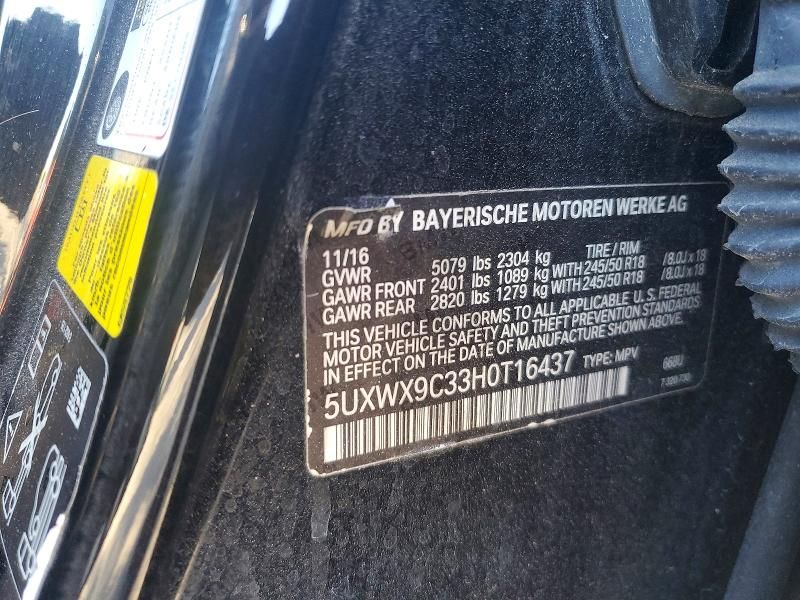 MFD BY BAYERISCHE MOTOREN WERKE AG
11/16 TIRE / RIM
GVWR 5079 lbs 2304 kg
GAWR FRONT 2401 lbs 1089 kg WITH 245/50 R18 /8.0J x 18
GAWR REAR 2820 lbs 1279 kg WITH 245/50 R18 /8.0J x 18
THIS VEHICLE CONFORMS TO ALL APPLICABLE U.S. FEDERAL
MOTOR VEHICLE SAFETY AND THEFT PREVENTION STANDARDS
IN EFFECT ON THE DATE OF MANUFACTURE SHOWN ABOVE.
5UXWX9C33H0T16437 TYPE: MPV